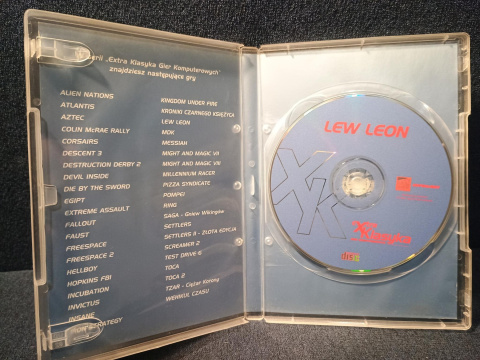 serii „Extra Klasyka Gier Komputerowych"
znajdziesz następujące gry
ALIEN NATIONS
ATLANTIS
AZTEC
COLIN McRAE RALLY
CORSAIRS
DESCENT 3
DESTRUCTION DERBY 2
DEVIL INSIDE
DIE BY THE SWORD
EGIPT
EXTREME ASSAULT
FALLOUT
FAUST
FREESPACE
FREESPACE 2
HELLBOY
HOPKINS FBI
INCUBATION
INVICTUS
INSANE
STRATEGY
KINGDOM UNDER FIRE
KRONIKI CZARNEGO KSIĘŻYCA
LEW LEON
MDK
MESSIAH
MIGHT AND MAGIC VII
MIGHT AND MAGIC VIII
MILLENNIUM RACER
PIZZA SYNDICATE
POMPEI
RING
SAGA - Gniew Wikingów
SETTLERS
SETTLERS II - ZŁOTA EDYCJA
SCREAMER 2
TEST DRIVE 6
TOCA
TOCA 2
TZAR - Ciężar Korony
WEHIKUŁ CZASU
LEW LEON
XK
Klasyka
disc